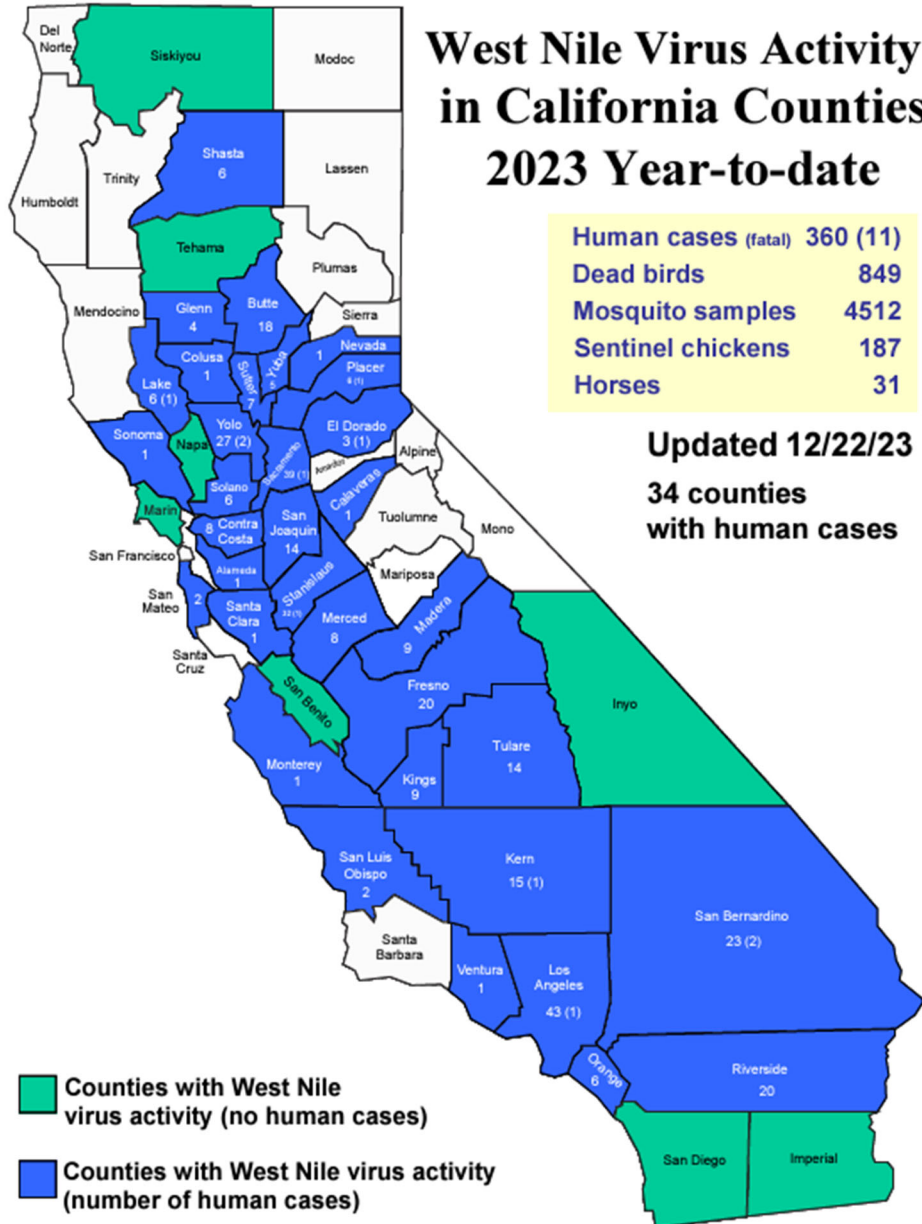 West Nile Virus Activity
in California Counties
2023 Year-to-date
Human cases (fatal) 360 (11)
Dead birds 849
Mosquito samples 4512
Sentinel chickens 187
Horses 31
Updated 12/22/23
34 counties
with human cases
Del
Norte
Siskiyou
Modoc
Shasta
6
Trinity
Humboldt
Lassen
Tehama
Plumas
Mendocino
Glenn
4
Butte
18
Sierra
Colusa
1
Sutter
7
Yuba
5
1 Nevada
Placer
6 (1)
Lake
6 (1)
Sonoma
1
Napa
Yolo
27 (2)
Sacramento
39 (1)
El Dorado
3 (1)
Amador
Alpine
Solano
6
Marin
8 Contra
Costa
San
Joaquin
14
Calaveras
1
Tuolumne
Mono
San Francisco
Alameda
1
Stanislaus
32 (1)
Mariposa
San
Mateo
2
Santa
Clara
1
Merced
8
Madera
9
Santa
Cruz
San Benito
Fresno
20
Inyo
Monterey
1
Kings
9
Tulare
14
San Luis
Obispo
2
Kern
15 (1)
San Bernardino
23 (2)
Santa
Barbara
Ventura
1
Los
Angeles
43 (1)
Orange
6
Riverside
20
San Diego
Imperial
Counties with West Nile
virus activity (no human cases)
Counties with West Nile virus activity
(number of human cases)